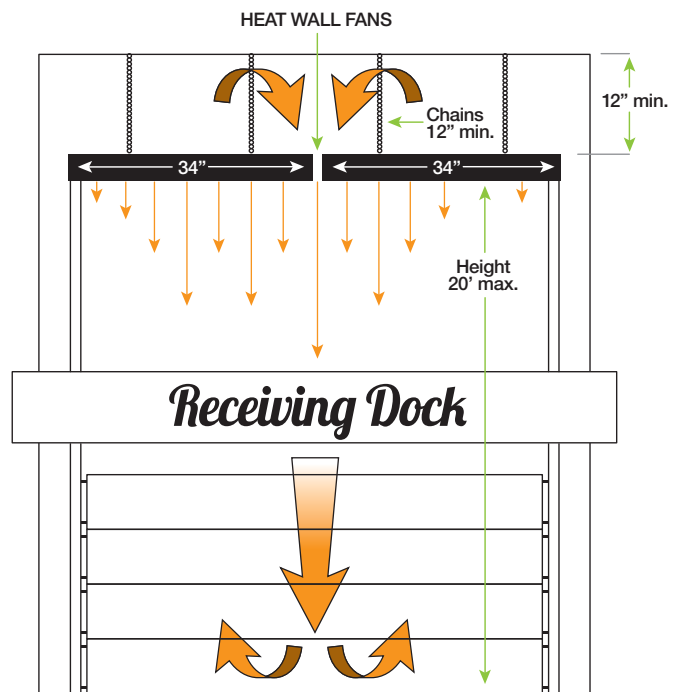 HEAT WALL FANS
12” min.
Chains
12” min.
34”
34”
Height
20’ max.
Receiving Dock